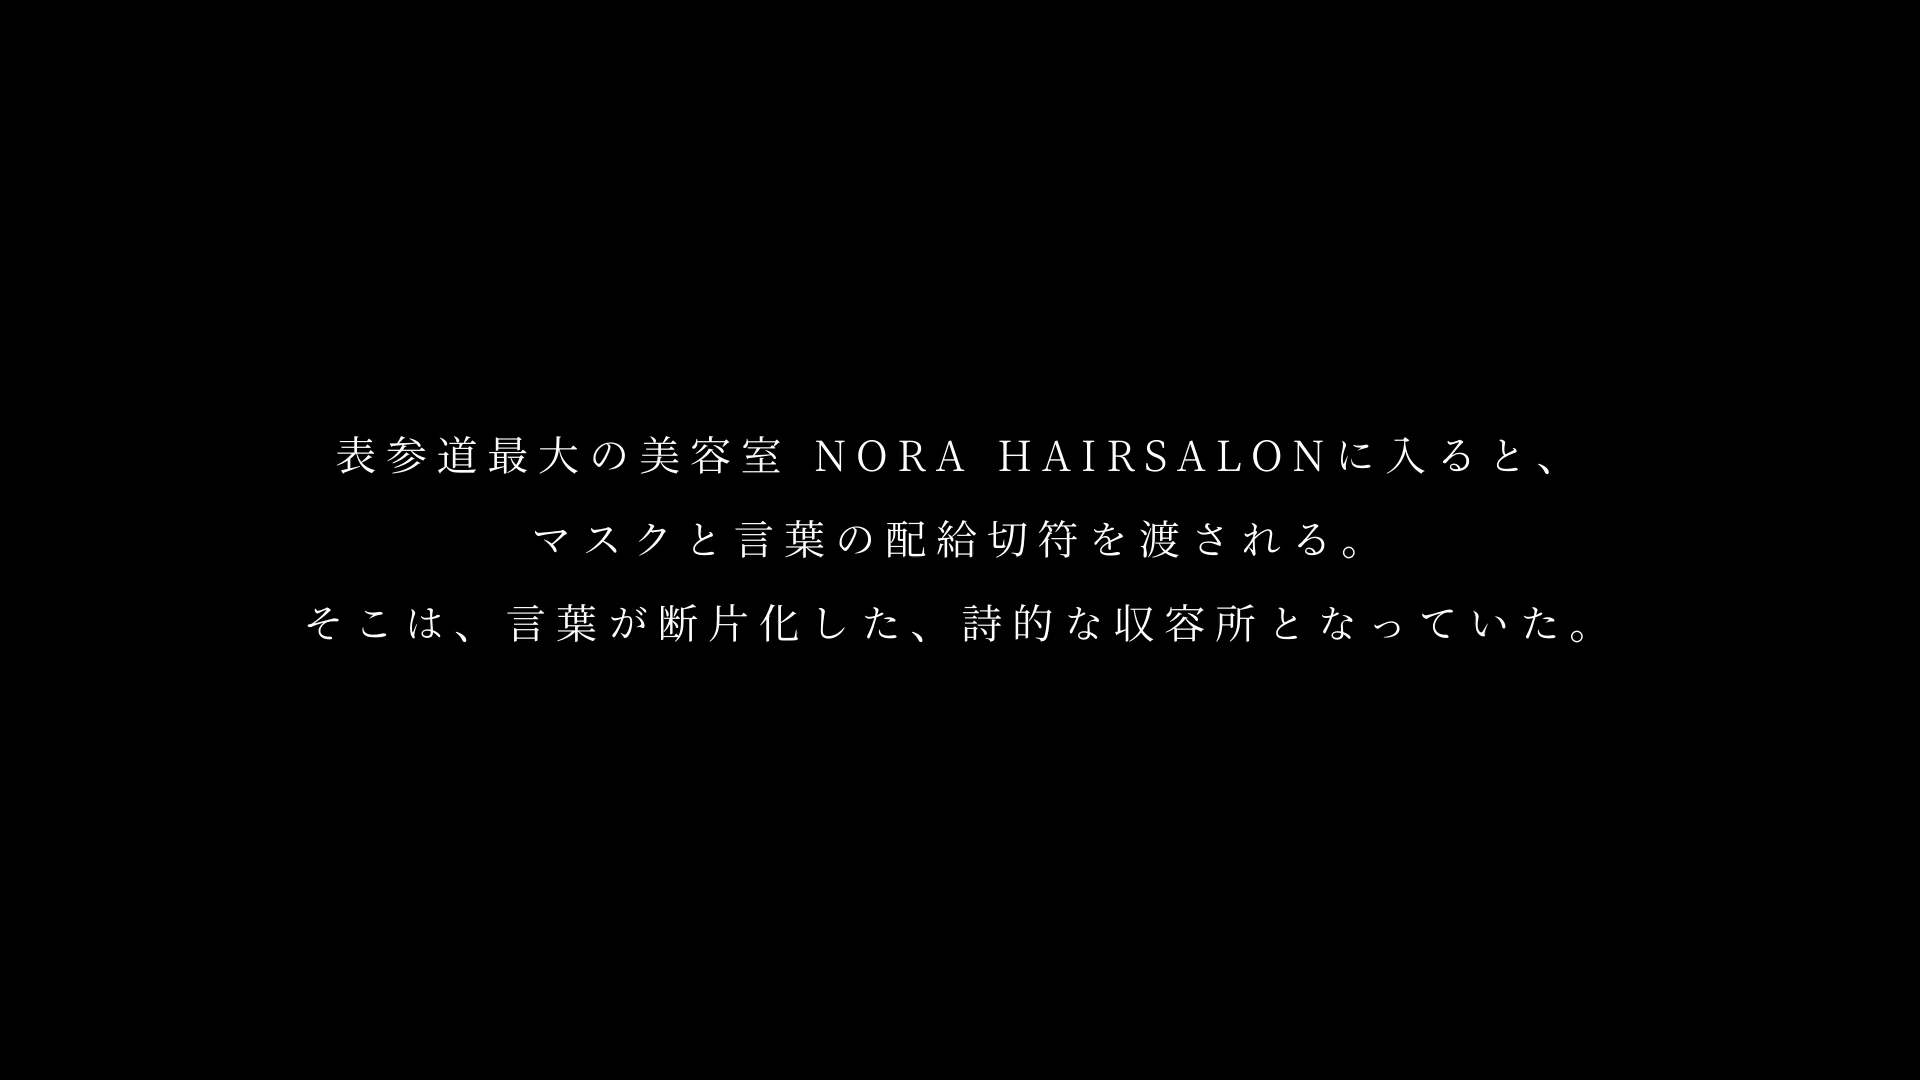 表参道最大の美容室 NORA HAIRSALONに入ると、
マスクと言葉の配給切符を渡される。
そこは、言葉が断片化した、詩的な収容所となっていた。